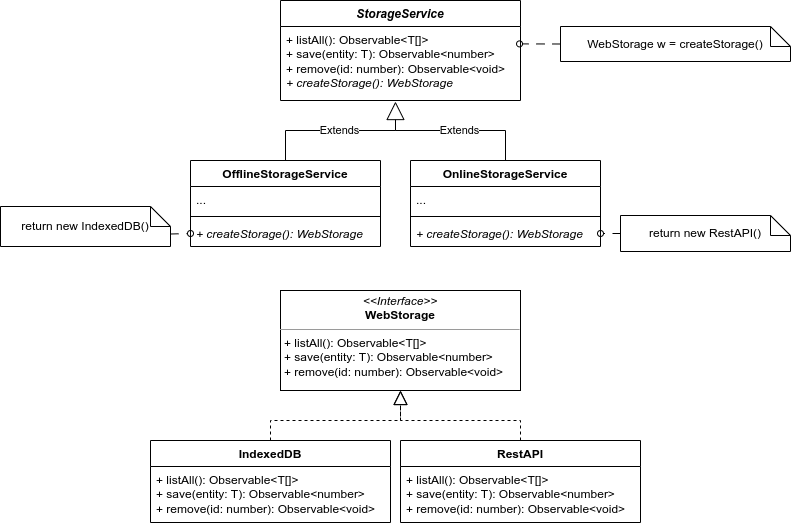 StorageService
+ listAll(): Observable<T[]>
+ save(entity: T): Observable<number>
+ remove(id: number): Observable<void>
+ createStorage(): WebStorage
WebStorage w = createStorage()
Extends
Extends
OfflineStorageService
...
+ createStorage(): WebStorage
return new IndexedDB()
OnlineStorageService
...
+ createStorage(): WebStorage
return new RestAPI()
<<Interface>>
WebStorage
+ listAll(): Observable<T[]>
+ save(entity: T): Observable<number>
+ remove(id: number): Observable<void>
IndexedDB
+ listAll(): Observable<T[]>
+ save(entity: T): Observable<number>
+ remove(id: number): Observable<void>
RestAPI
+ listAll(): Observable<T[]>
+ save(entity: T): Observable<number>
+ remove(id: number): Observable<void>